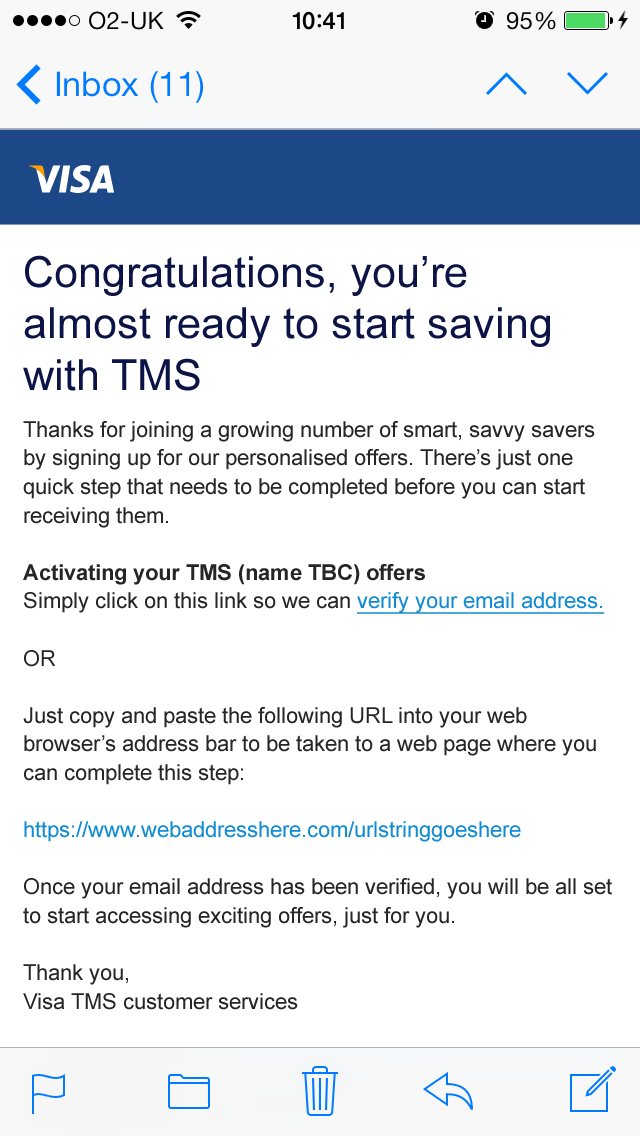 O2-UK 10:41 95%
Inbox (11)
VISA
Congratulations, you’re
almost ready to start saving
with TMS
Thanks for joining a growing number of smart, savvy savers
by signing up for our personalised offers. There’s just one
quick step that needs to be completed before you can start
receiving them.
Activating your TMS (name TBC) offers
Simply click on this link so we can verify your email address.
OR
Just copy and paste the following URL into your web
browser’s address bar to be taken to a web page where you
can complete this step:
https://www.webaddresshere.com/urlstringgoeshere
Once your email address has been verified, you will be all set
to start accessing exciting offers, just for you.
Thank you,
Visa TMS customer services